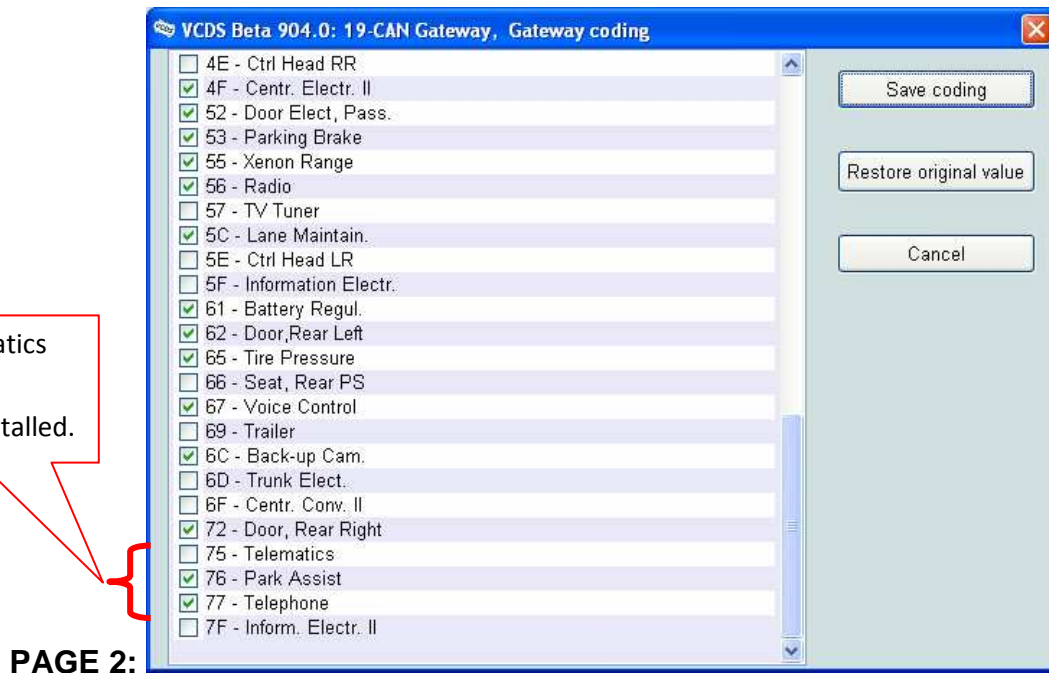 VCDS Beta 904.0: 19-CAN Gateway, Gateway coding
4E - Ctrl Head RR
4F - Centr. Electr. II
52 - Door Elect, Pass.
53 - Parking Brake
55 - Xenon Range
56 - Radio
57 - TV Tuner
5C - Lane Maintain.
5E - Ctrl Head LR
5F - Information Electr.
61 - Battery Regul.
62 - Door,Rear Left
65 - Tire Pressure
66 - Seat, Rear PS
67 - Voice Control
69 - Trailer
6C - Back-up Cam.
6D - Trunk Elect.
6F - Centr. Conv. II
72 - Door, Rear Right
75 - Telematics
76 - Park Assist
77 - Telephone
7F - Inform. Electr. II
Save coding
Restore original value
Cancel
atics
talled.
PAGE 2: